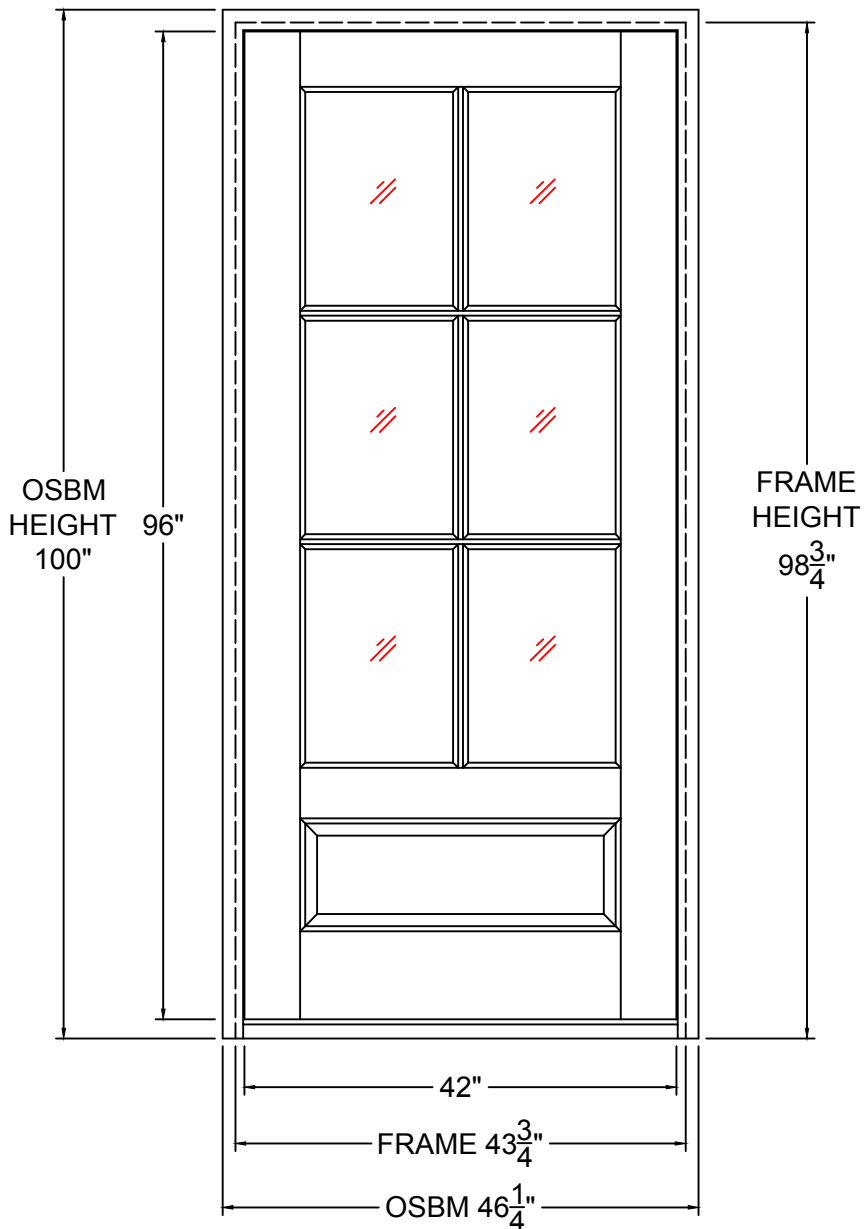 OSBM
HEIGHT
100"
96"
FRAME
HEIGHT
98 3/4"
42"
FRAME 43 3/4"
OSBM 46 1/4"